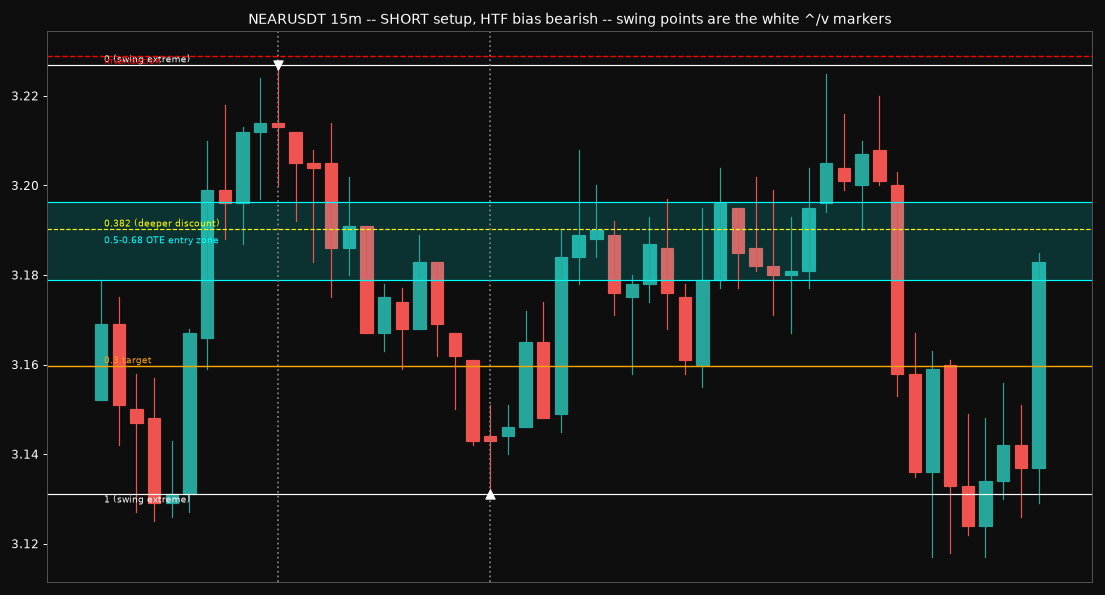 NEARUSDT 15m -- SHORT setup, HTF bias bearish -- swing points are the white ^/v markers
0 (swing extreme)
3.22
3.20
0.382 (deeper discount)
0.5-0.68 OTE entry zone
3.18
0.3 target
3.16
3.14
1 (swing extreme)
3.12